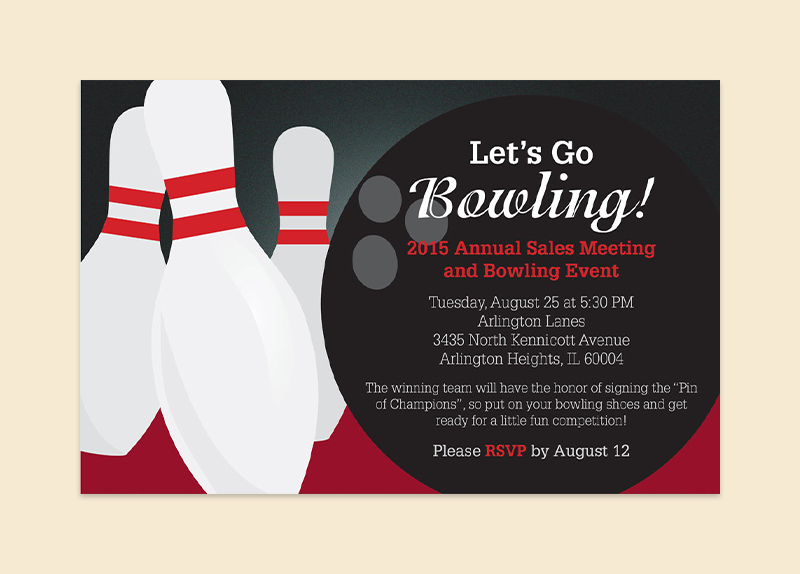 Let's Go
Bowling!
2015 Annual Sales Meeting
and Bowling Event
Tuesday, August 25 at 5:30 PM
Arlington Lanes
3435 North Kennicott Avenue
Arlington Heights, IL 60004
The winning team will have the honor of signing the “Pin
of Champions”, so put on your bowling shoes and get
ready for a little fun competition!
Please RSVP by August 12